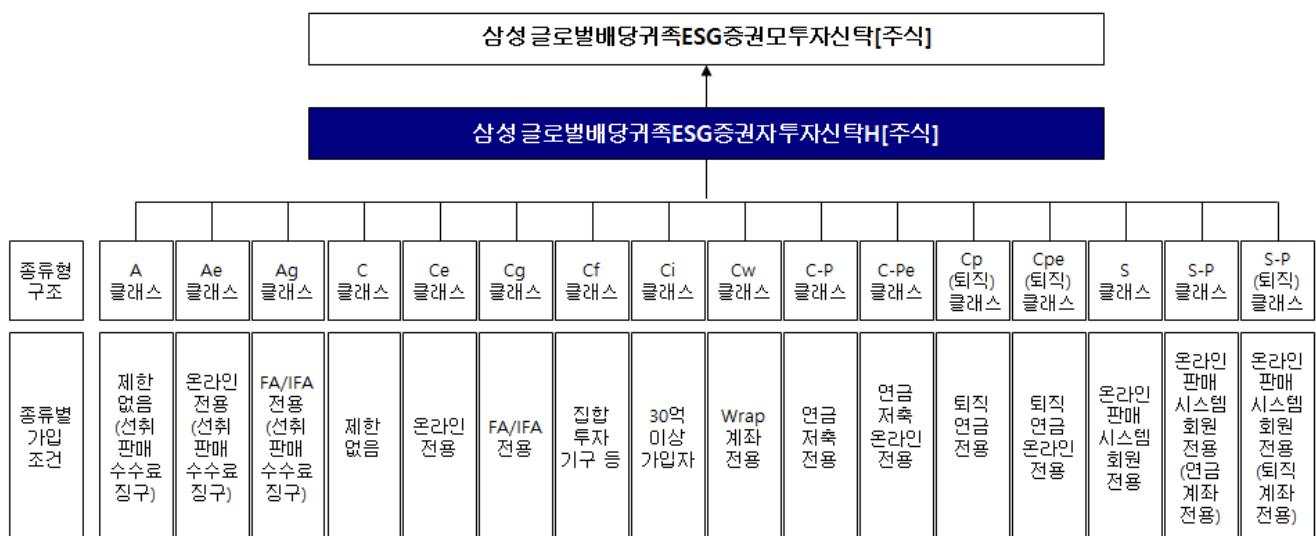 삼성 글로벌배당귀족ESG증권모투자신탁[주식]
삼성 글로벌배당귀족ESG증권자투자신탁H[주식]
종류형
구조
A
클래스
Ae
클래스
Ag
클래스
C
클래스
Ce
클래스
Cg
클래스
Cf
클래스
Ci
클래스
Cw
클래스
C-P
클래스
C-Pe
클래스
Cp
(퇴직)
클래스
Cpe
(퇴직)
클래스
S
클래스
S-P
클래스
S-P
(퇴직)
클래스
종류별
가입
조건
제한
없음
(선취
판매
수수료
징구)
온라인
전용
(선취
판매
수수료
징구)
FA/IFA
전용
(선취
판매
수수료
징구)
제한
없음
온라인
전용
FA/IFA
전용
집합
투자
기구 등
30억
이상
가입자
Wrap
계좌
전용
연금
저축
전용
연금
저축
온라인
전용
퇴직
연금
전용
퇴직
연금
온라인
전용
온라인
판매
시스템
회원
전용
온라인
판매
시스템
회원
전용
(연금
계좌
전용)
온라인
판매
시스템
회원
전용
(퇴직
계좌
전용)